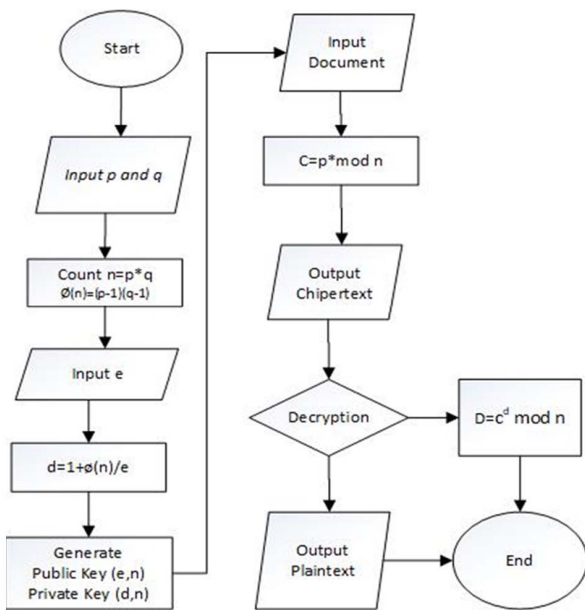 Start
Input p and q
Count n=p*q
Ø(n)=(p-1)(q-1)
Input e
d=1+ø(n)/e
Generate
Public Key (e,n)
Private Key (d,n)
Input
Document
C=p*mod n
Output
Chipertext
Decryption
D=cᵈ mod n
Output
Plaintext
End